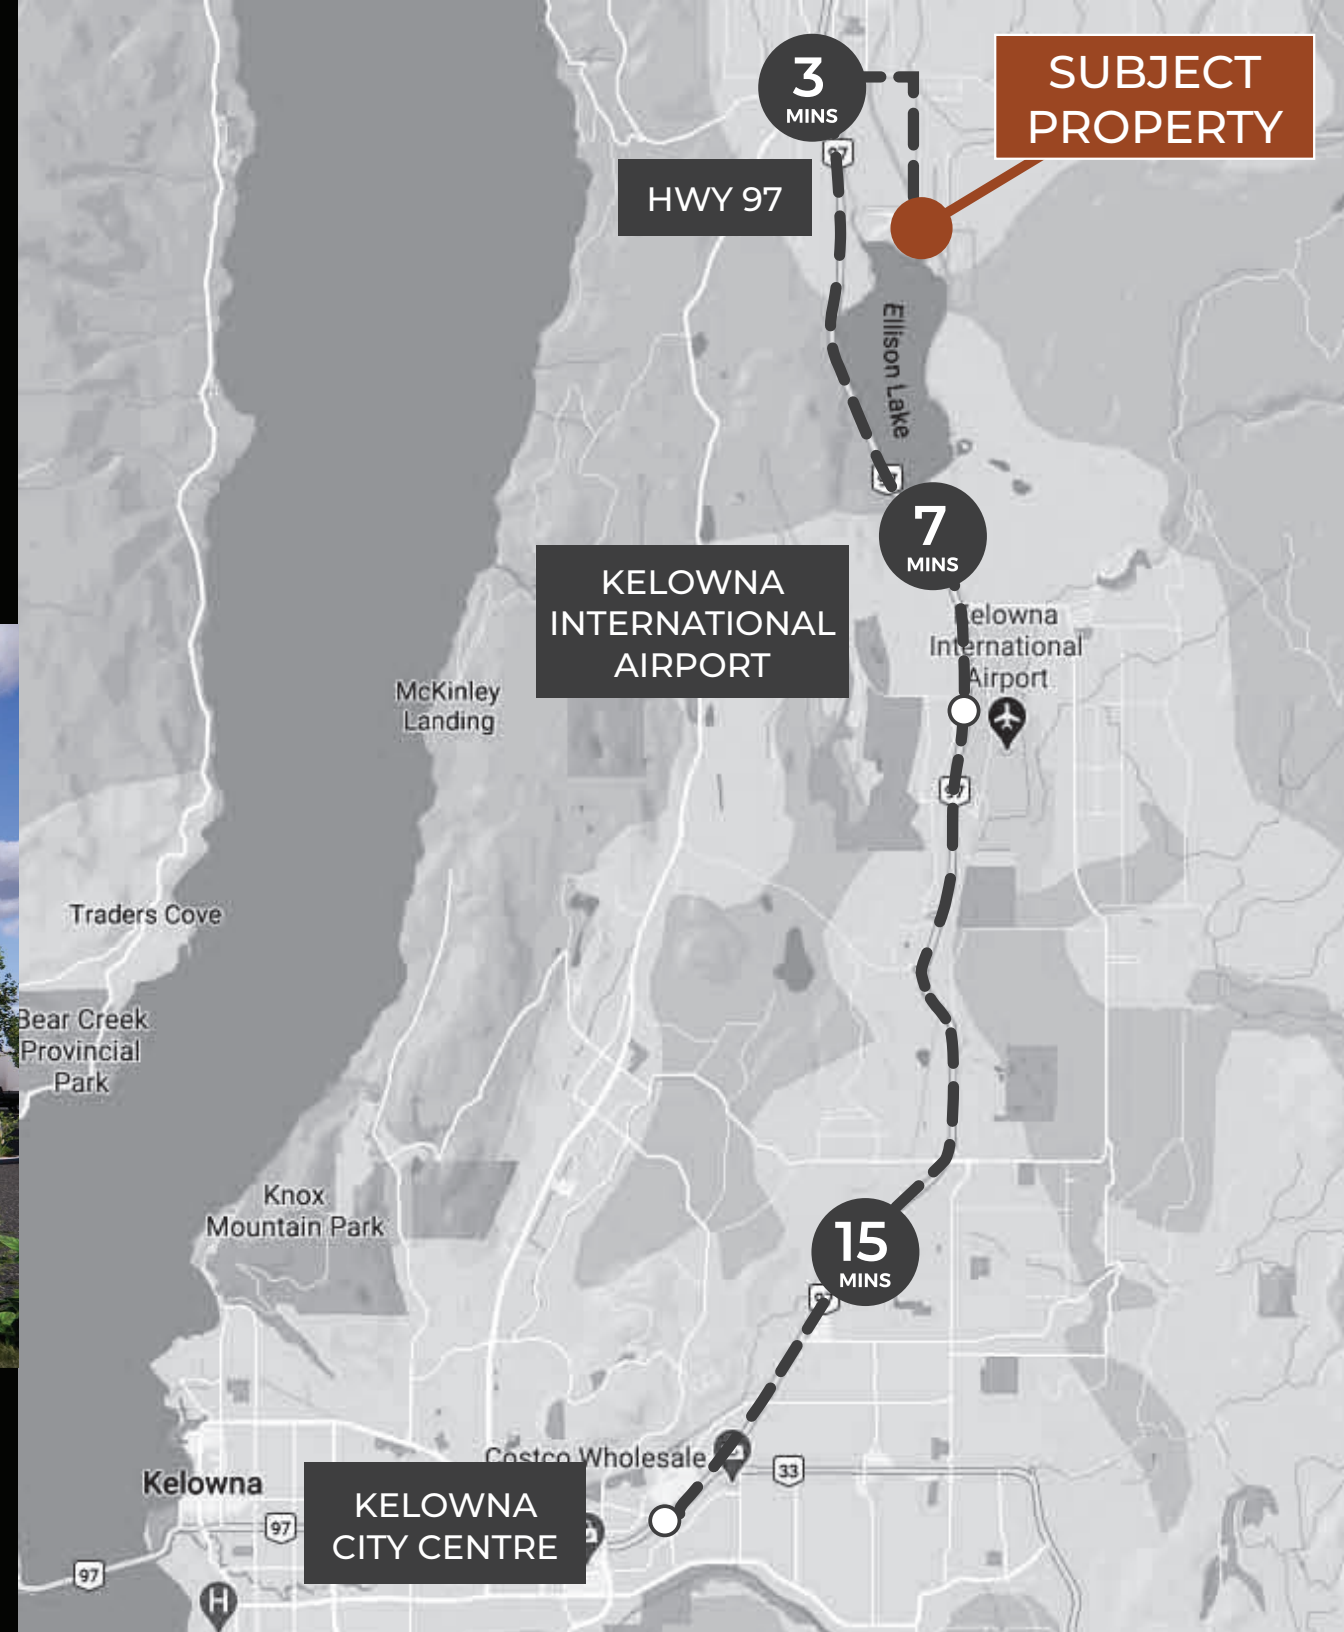 3
MINS
SUBJECT
PROPERTY
97
HWY 97
Ellison Lake
97
7
MINS
KELOWNA
INTERNATIONAL
AIRPORT
Kelowna
International
Airport
McKinley
Landing
97
Traders Cove
Bear Creek
Provincial
Park
Knox
Mountain Park
15
MINS
97
Costco Wholesale
33
Kelowna
KELOWNA
CITY CENTRE
97
97
H